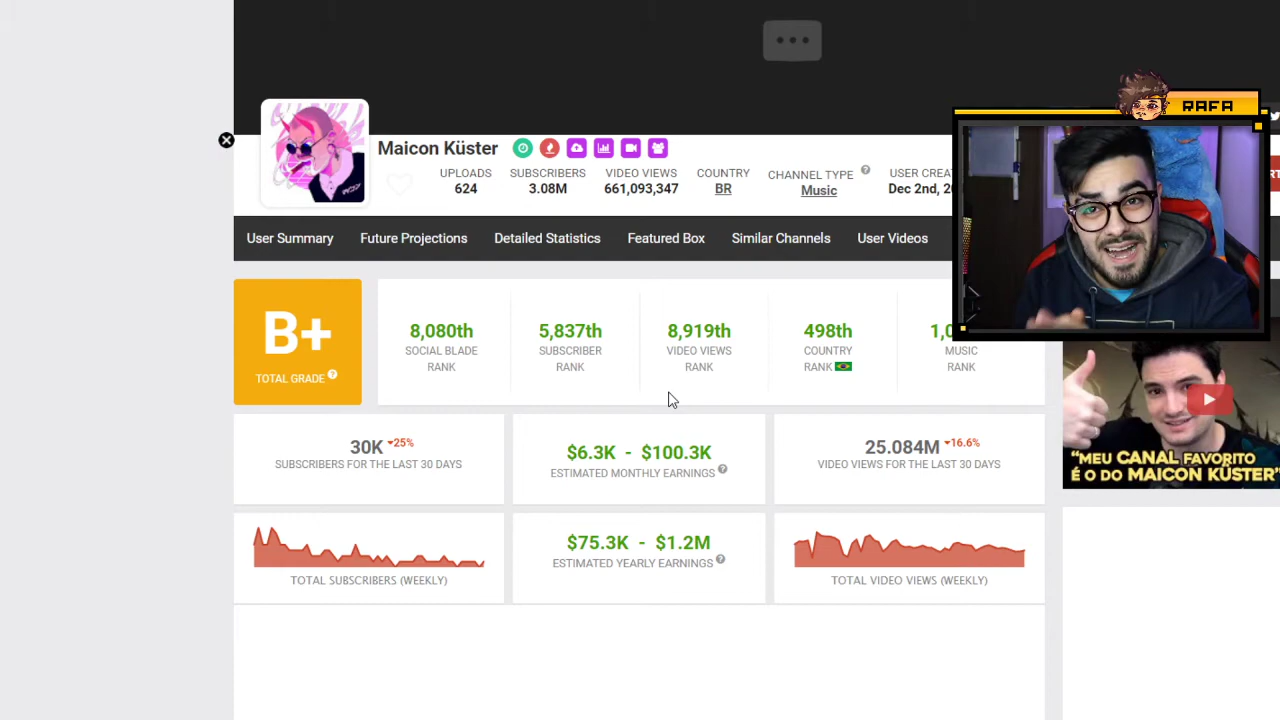 RAFA
Maicon Küster
UPLOADS
624
SUBSCRIBERS
3.08M
VIDEO VIEWS
661,093,347
COUNTRY
BR
CHANNEL TYPE
Music
USER CREA
Dec 2nd, 20
User Summary
Future Projections
Detailed Statistics
Featured Box
Similar Channels
User Videos
B+
TOTAL GRADE
8,080th
SOCIAL BLADE
RANK
5,837th
SUBSCRIBER
RANK
8,919th
VIDEO VIEWS
RANK
498th
COUNTRY
RANK
1,0
MUSIC
RANK
30K 25%
SUBSCRIBERS FOR THE LAST 30 DAYS
$6.3K - $100.3K
ESTIMATED MONTHLY EARNINGS
25.084M 16.6%
VIDEO VIEWS FOR THE LAST 30 DAYS
"MEU CANAL FAVORITO
É O DO MAICON KÜSTER"
TOTAL SUBSCRIBERS (WEEKLY)
$75.3K - $1.2M
ESTIMATED YEARLY EARNINGS
TOTAL VIDEO VIEWS (WEEKLY)